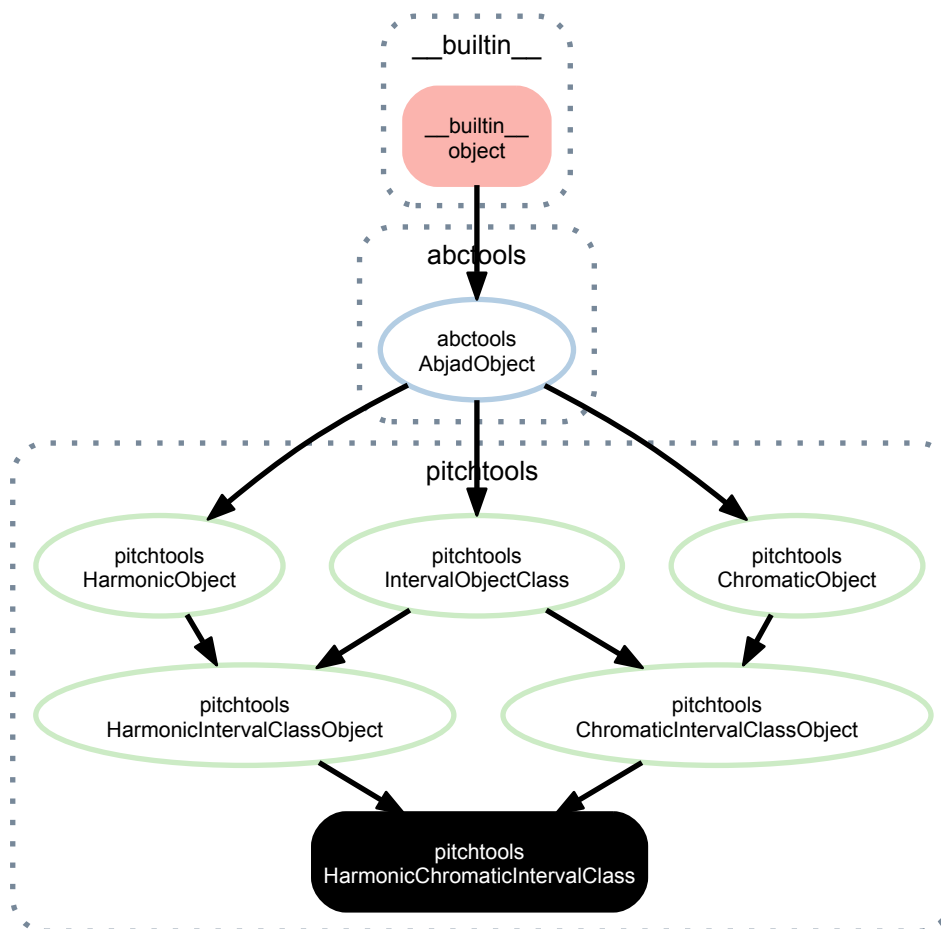 __builtin__
__builtin__
object
abctools
abctools
AbjadObject
pitchtools
pitchtools
HarmonicObject
pitchtools
IntervalObjectClass
pitchtools
ChromaticObject
pitchtools
HarmonicIntervalClassObject
pitchtools
ChromaticIntervalClassObject
pitchtools
HarmonicChromaticIntervalClass